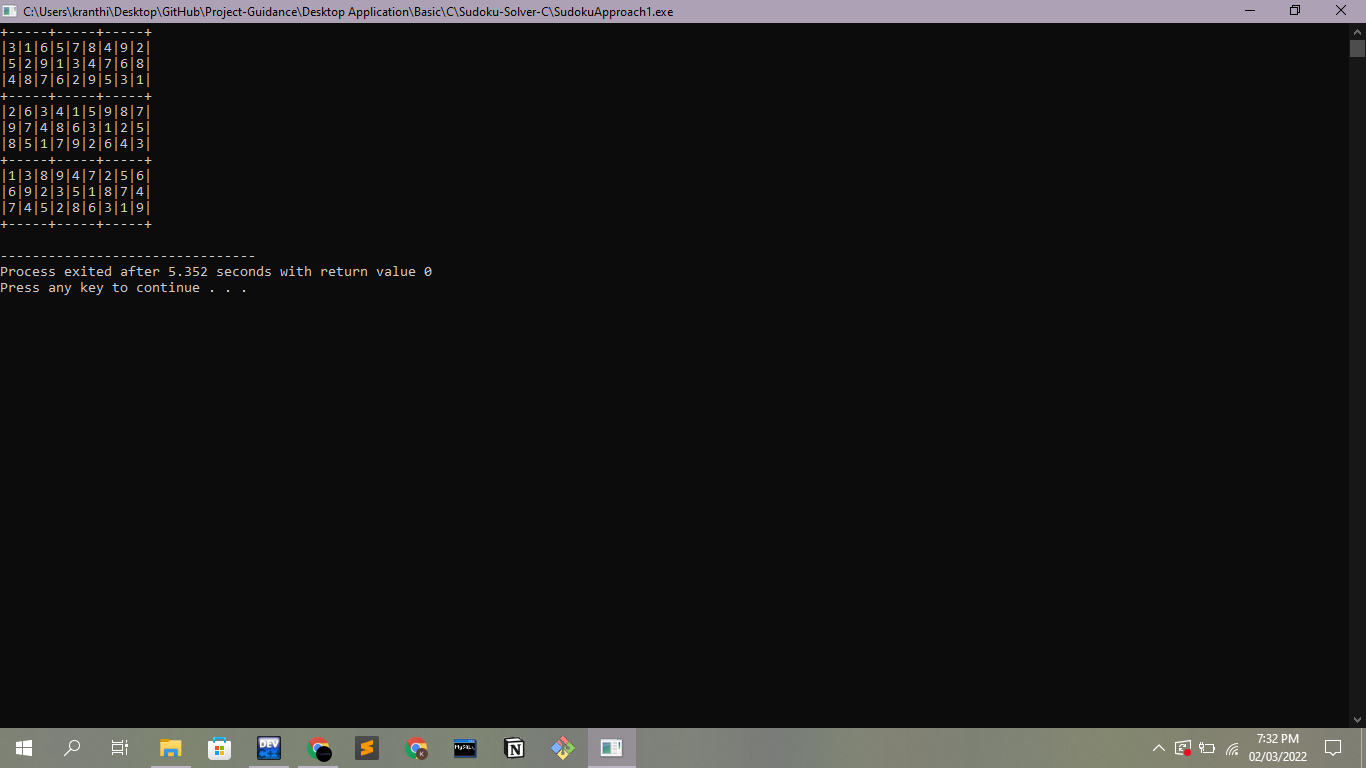 C:\Users\kranthi\Desktop\GitHub\Project-Guidance\Desktop Application\Basic\C\Sudoku-Solver-C\SudokuApproach1.exe
+-----+-----+-----+
|3|1|6|5|7|8|4|9|2|
|5|2|9|1|3|4|7|6|8|
|4|8|7|6|2|9|5|3|1|
+-----+-----+-----+
|2|6|3|4|1|5|9|8|7|
|9|7|4|8|6|3|1|2|5|
|8|5|1|7|9|2|6|4|3|
+-----+-----+-----+
|1|3|8|9|4|7|2|5|6|
|6|9|2|3|5|1|8|7|4|
|7|4|5|2|8|6|3|1|9|
+-----+-----+-----+
--------------------------------
Process exited after 5.352 seconds with return value 0
Press any key to continue . . .
DEV
C++
K
MySQL
N
7:32 PM
02/03/2022